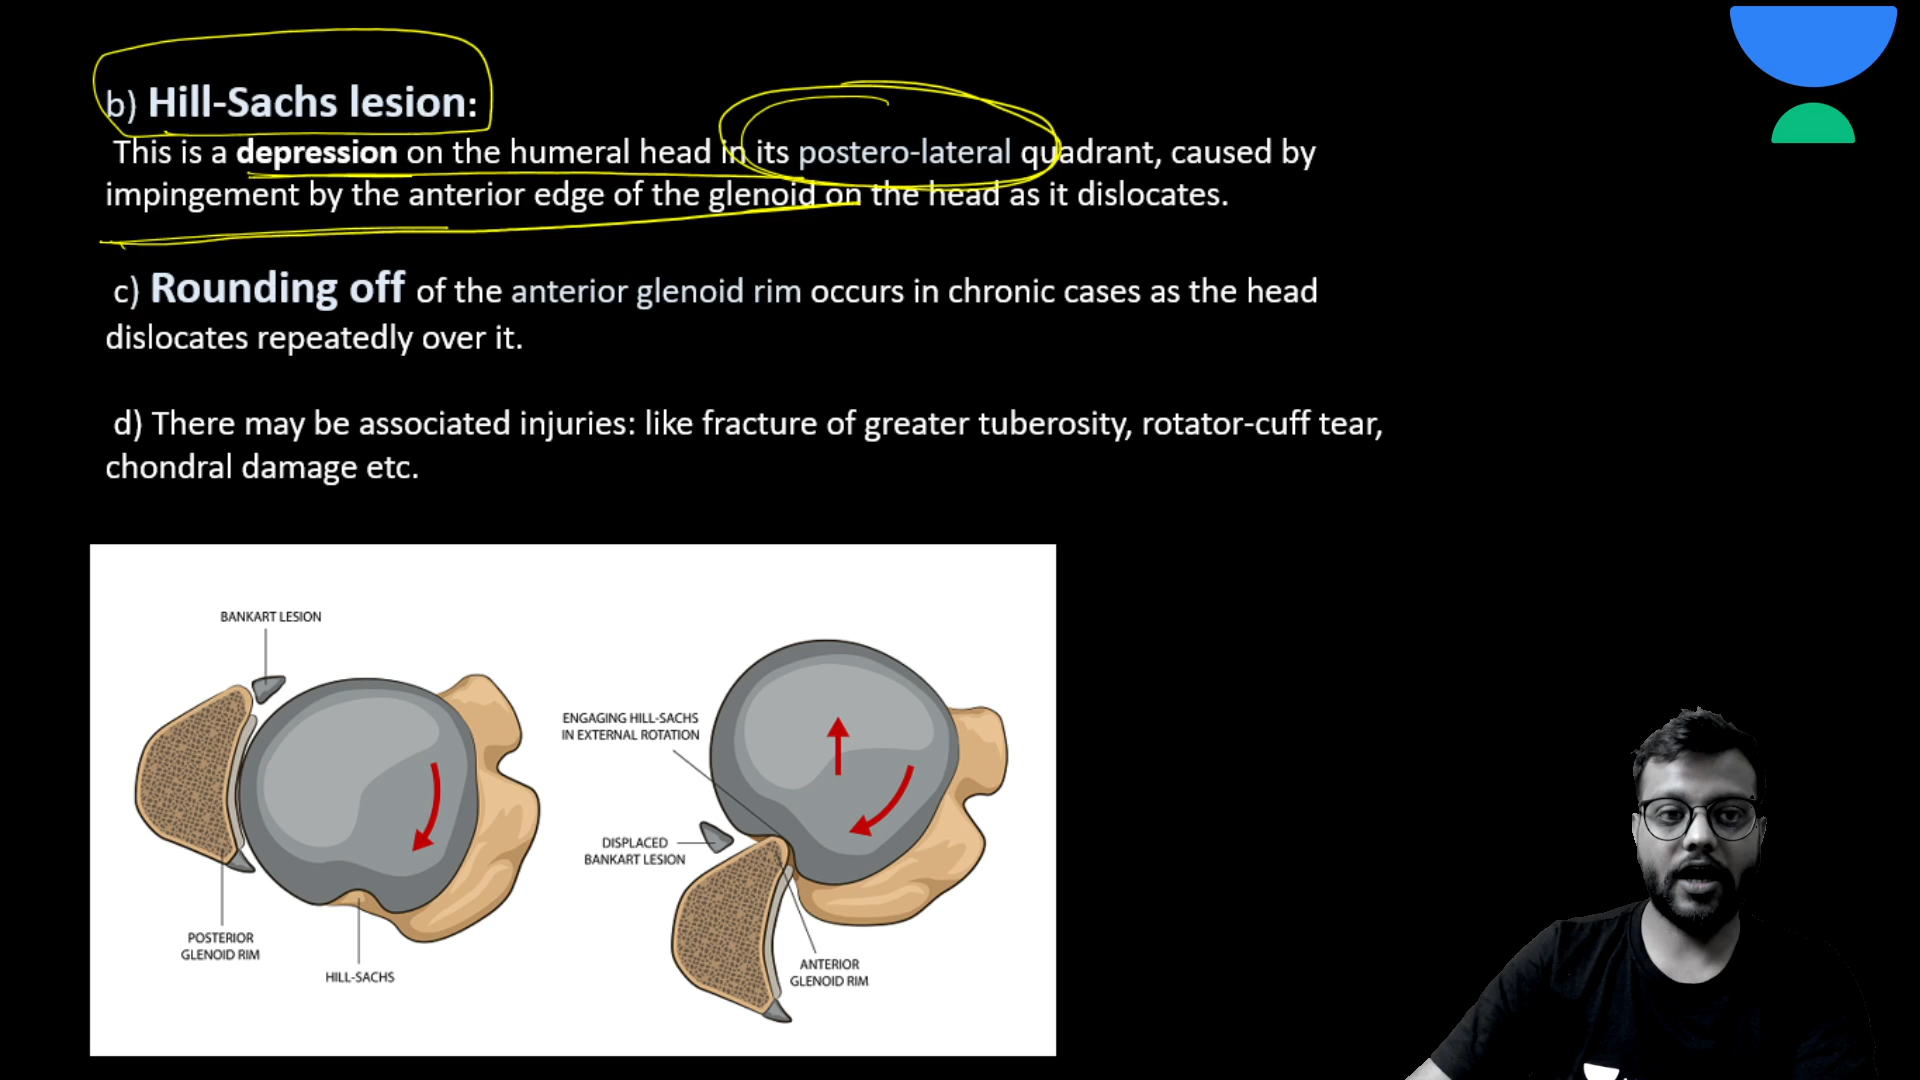 b) Hill-Sachs lesion:
This is a depression on the humeral head in its postero-lateral quadrant, caused by
impingement by the anterior edge of the glenoid on the head as it dislocates.
c) Rounding off of the anterior glenoid rim occurs in chronic cases as the head
dislocates repeatedly over it.
d) There may be associated injuries: like fracture of greater tuberosity, rotator-cuff tear,
chondral damage etc.
BANKART LESION
POSTERIOR
GLENOID RIM
HILL-SACHS
ENGAGING HILL-SACHS
IN EXTERNAL ROTATION
DISPLACED
BANKART LESION
ANTERIOR
GLENOID RIM